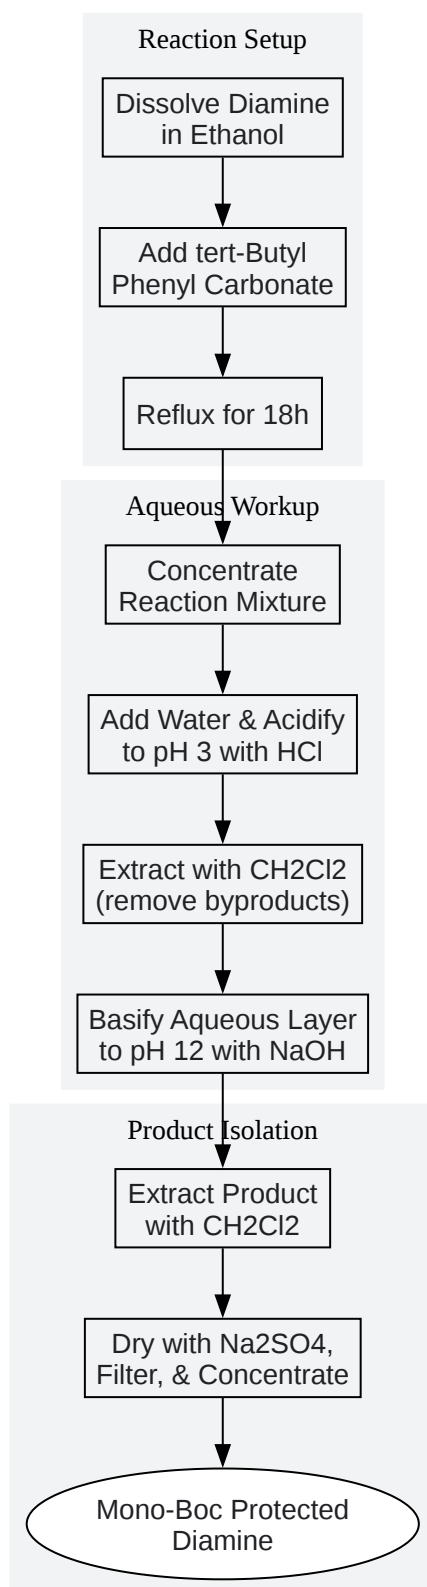 Reaction Setup
Dissolve Diamine
in Ethanol
Add tert-Butyl
Phenyl Carbonate
Reflux for 18h
Aqueous Workup
Concentrate
Reaction Mixture
Add Water & Acidify
to pH 3 with HCl
Extract with CH2Cl2
(remove byproducts)
Basify Aqueous Layer
to pH 12 with NaOH
Product Isolation
Extract Product
with CH2Cl2
Dry with Na2SO4,
Filter, & Concentrate
Mono-Boc Protected
Diamine